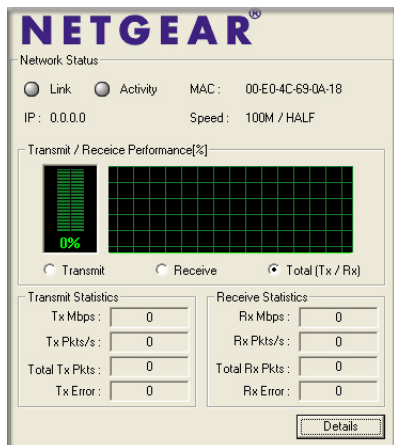 NETGEAR®
Network Status
Link Activity MAC : 00-E0-4C-69-0A-18
IP : 0.0.0.0 Speed : 100M / HALF
Transmit / Receice Performance[%]
0%
Transmit Receive Total (Tx / Rx)
Transmit Statistics Receive Statistics
Tx Mbps : 0 Rx Mbps : 0
Tx Pkts/s : 0 Rx Pkts/s : 0
Total Tx Pkts : 0 Total Rx Pkts : 0
Tx Error : 0 Rx Error : 0
Details